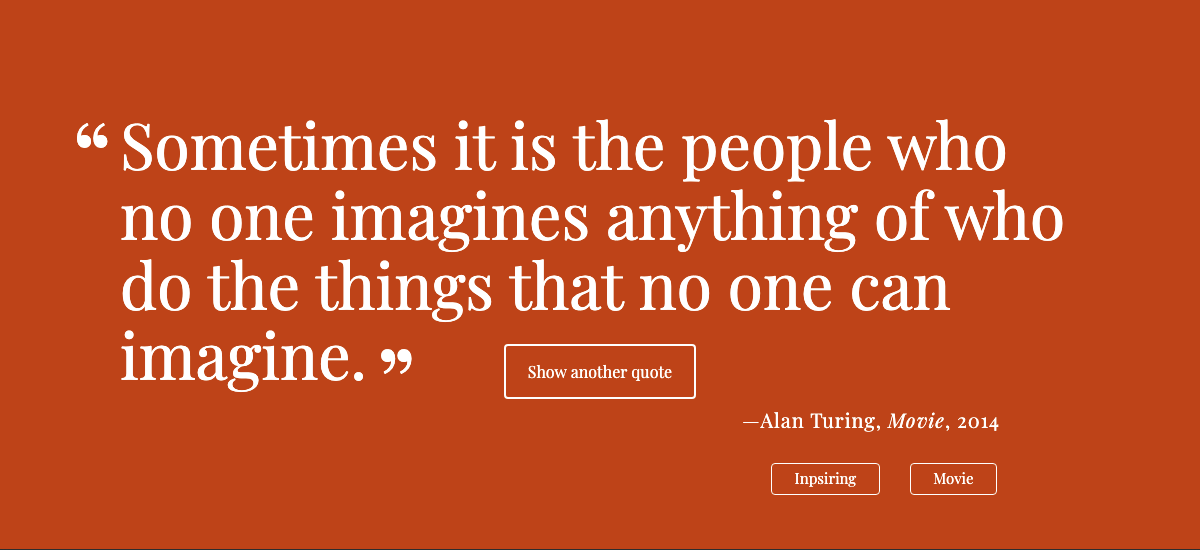 “ Sometimes it is the people who
no one imagines anything of who
do the things that no one can
imagine. ”
Show another quote
—Alan Turing, Movie, 2014
Inpsiring Movie